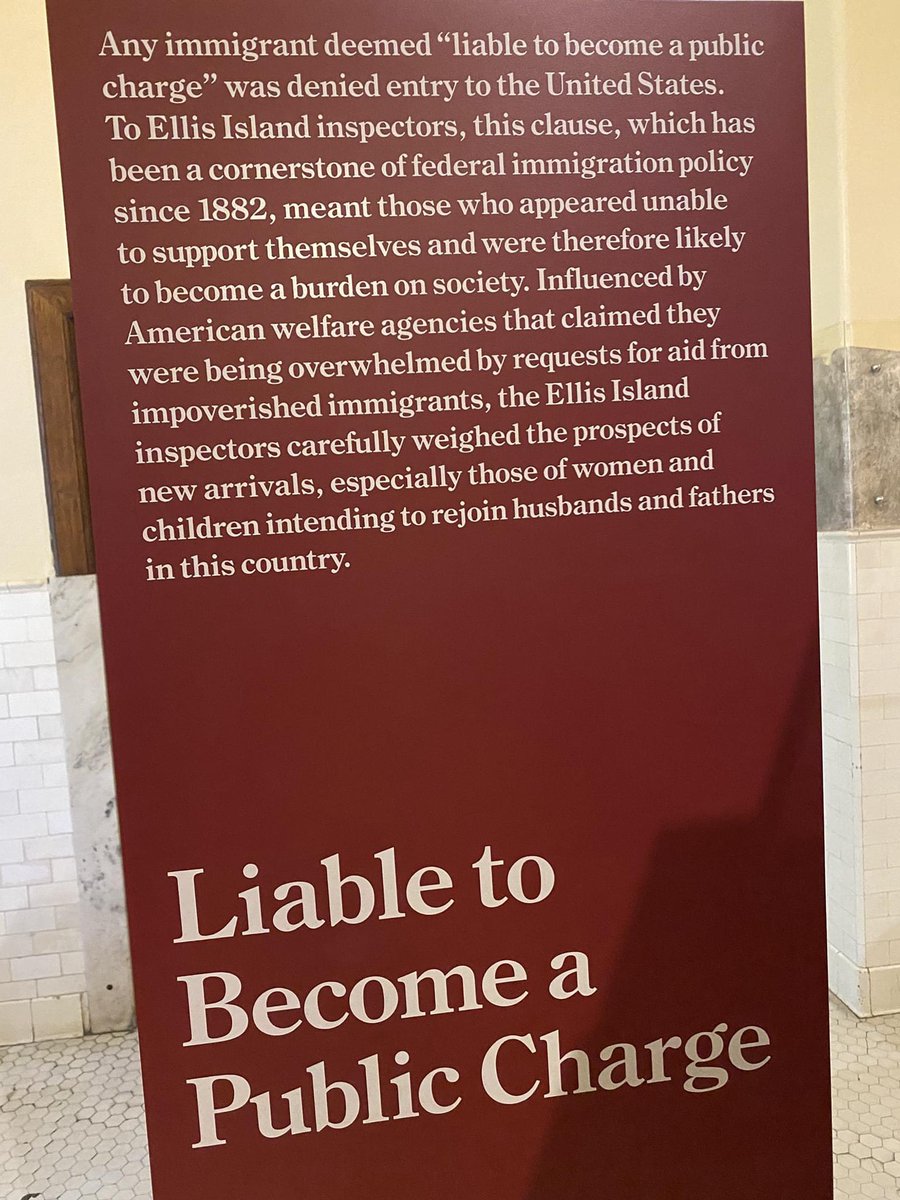 Any immigrant deemed “liable to become a public
charge” was denied entry to the United States.
To Ellis Island inspectors, this clause, which has
been a cornerstone of federal immigration policy
since 1882, meant those who appeared unable
to support themselves and were therefore likely
to become a burden on society. Influenced by
American welfare agencies that claimed they
were being overwhelmed by requests for aid from
impoverished immigrants, the Ellis Island
inspectors carefully weighed the prospects of
new arrivals, especially those of women and
children intending to rejoin husbands and fathers
in this country.
Liable to
Become a
Public Charge